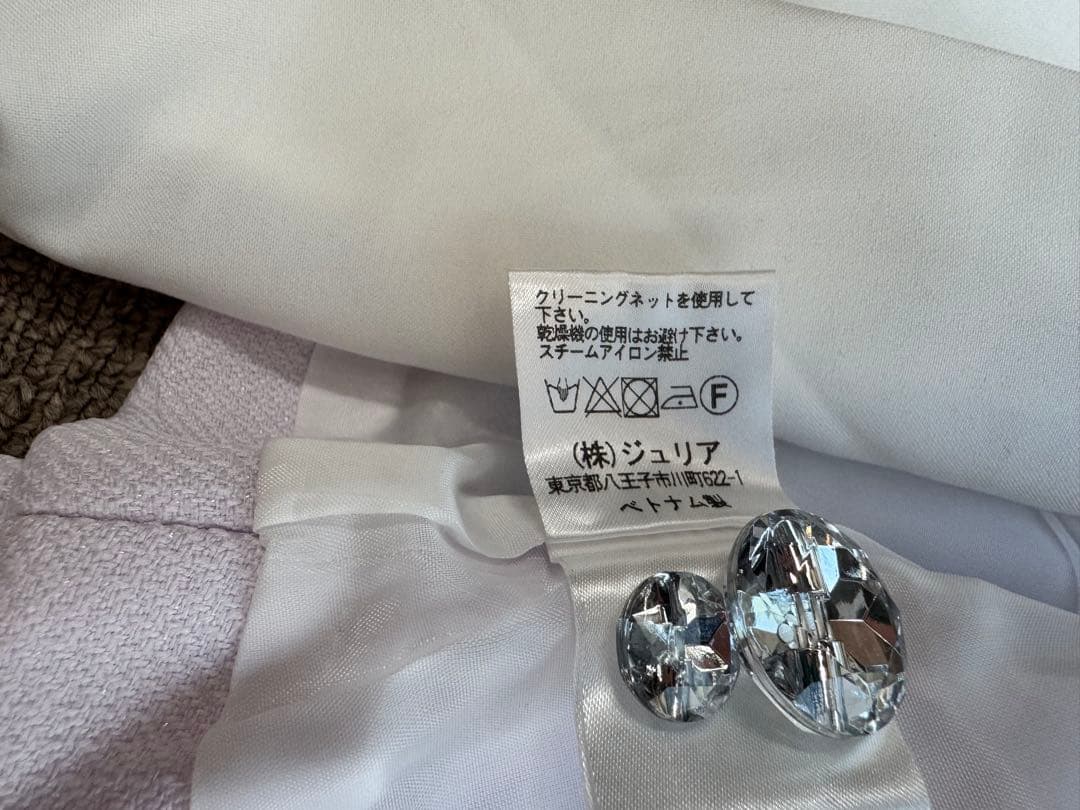 クリーニングネットを使用して
下さい。
乾燥機の使用はお避け下さい。
スチームアイロン禁止
F
(株)ジュリア
東京都八王子市川町622-1
ベトナム製